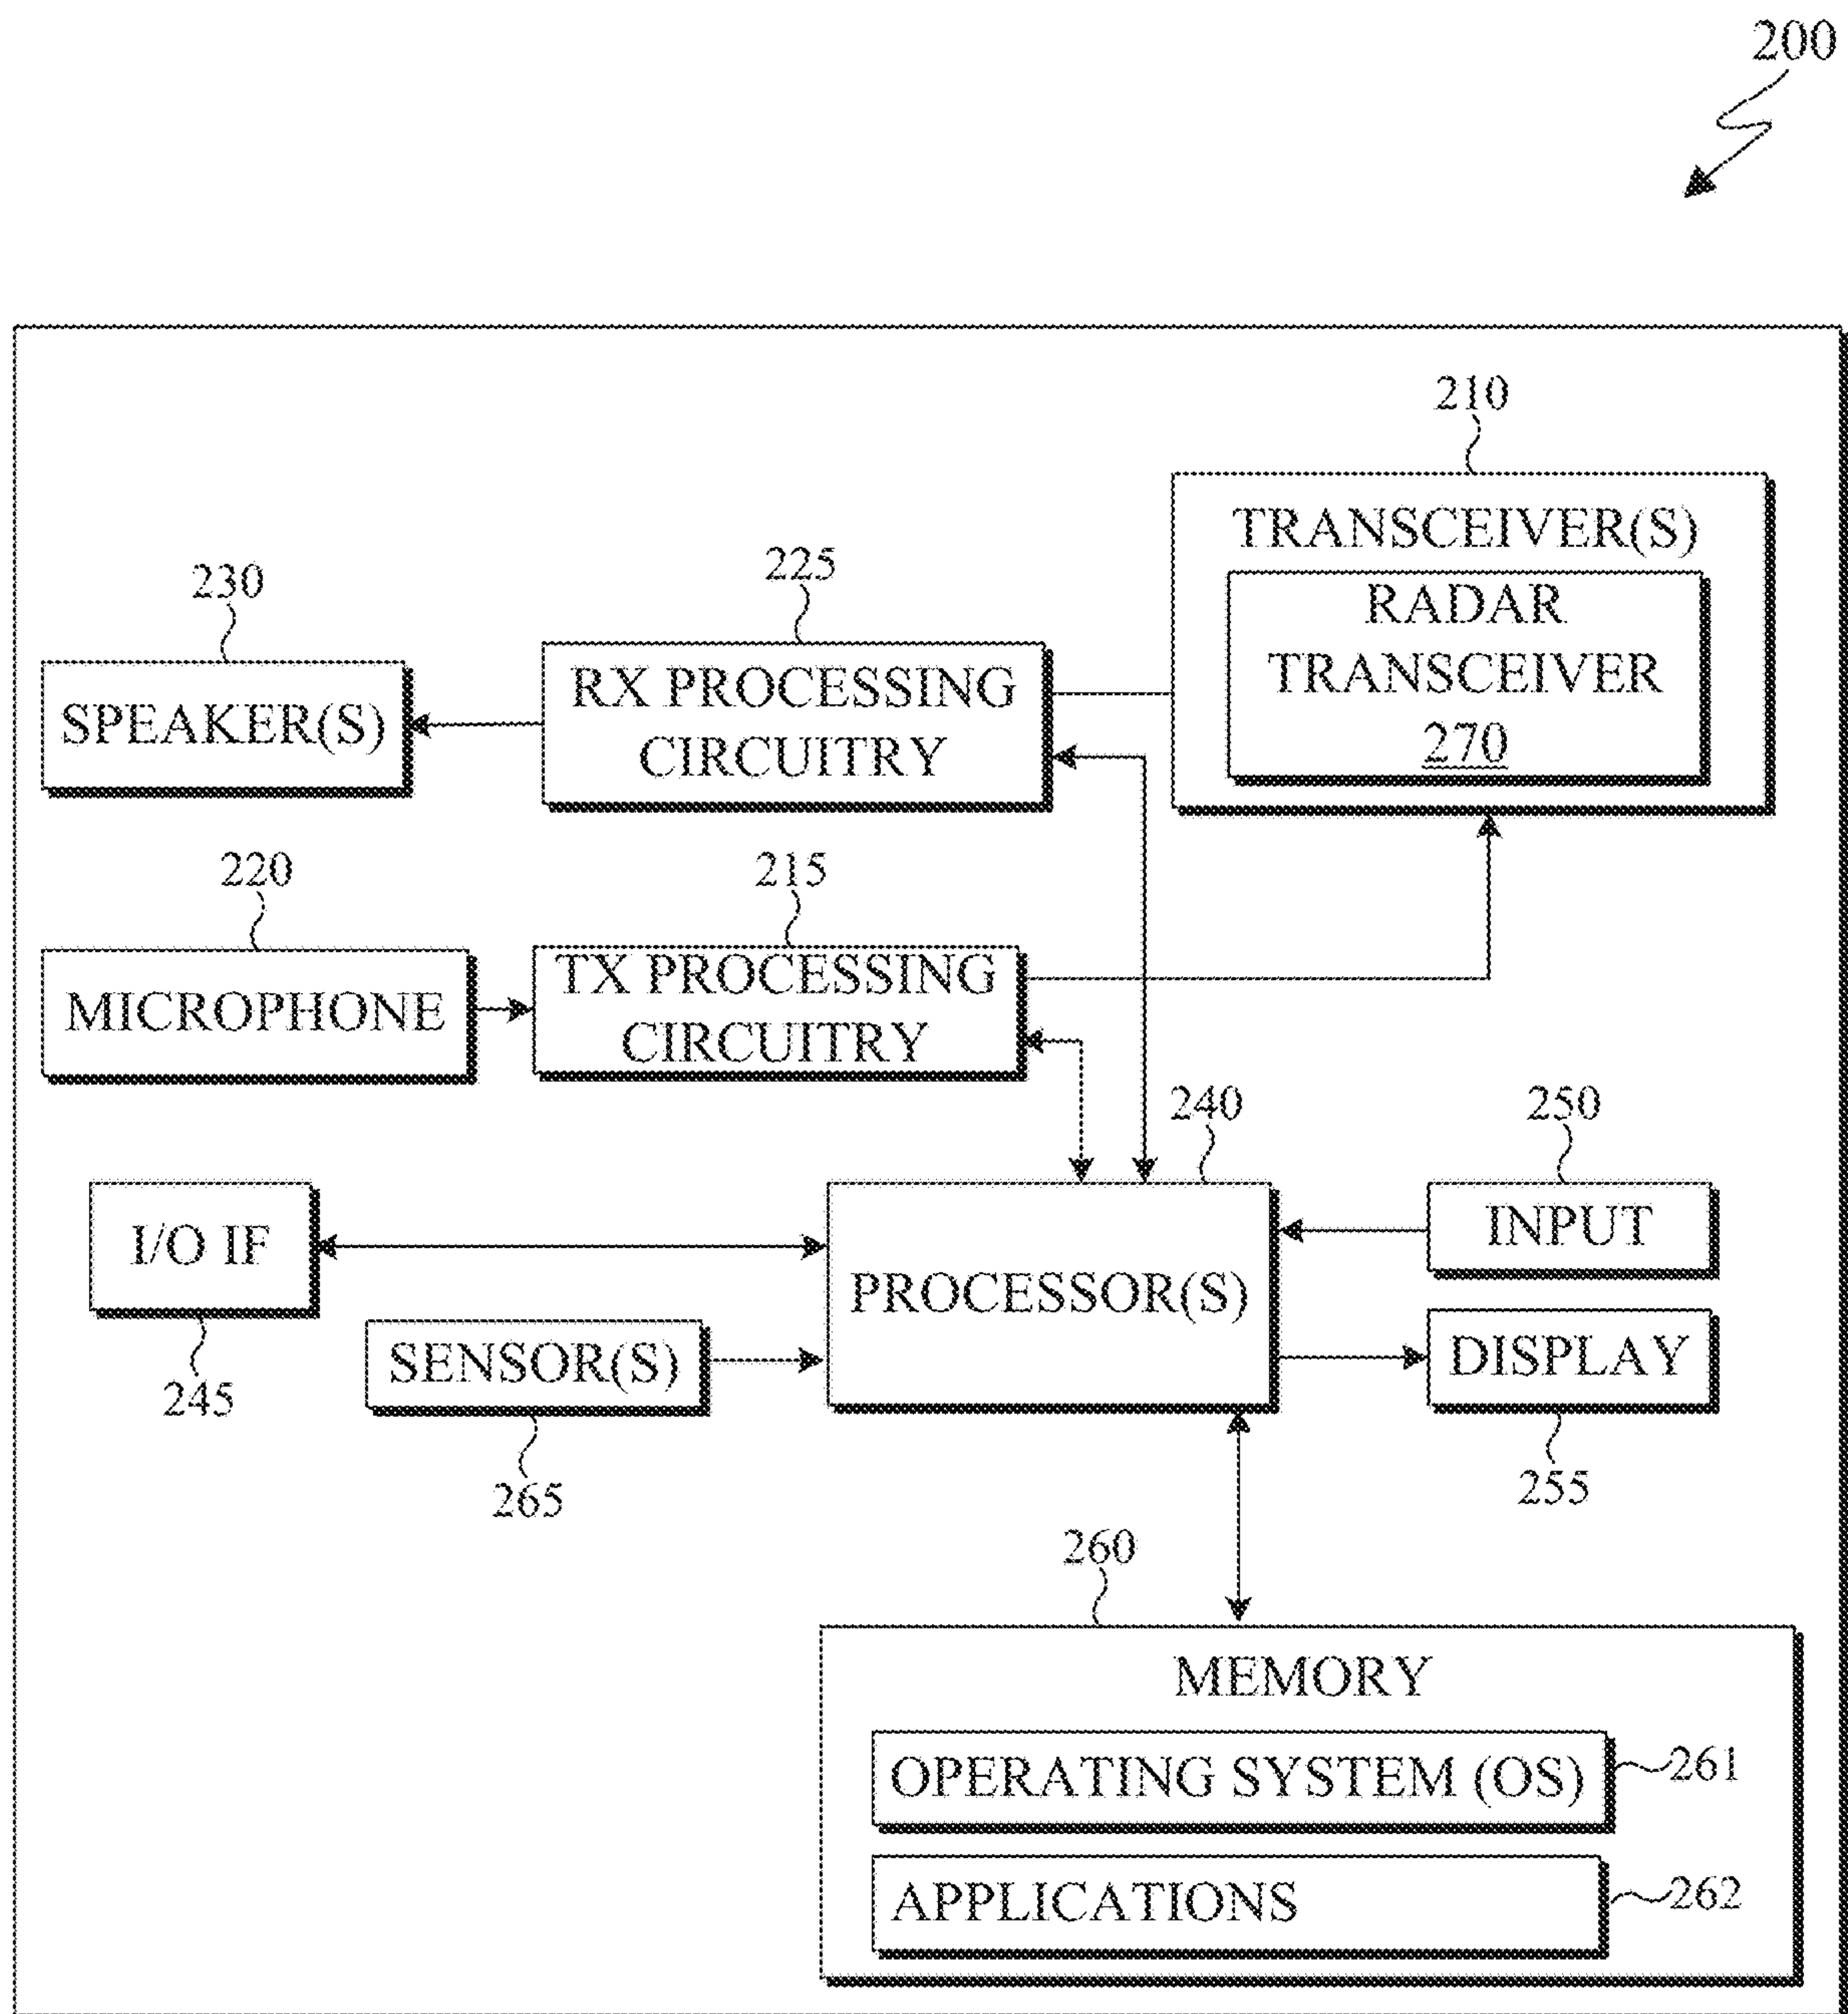 200
210
TRANSCEIVER(S)
RADAR
TRANSCEIVER
270
225
RX PROCESSING
CIRCUITRY
230
SPEAKER(S)
220
MICROPHONE
215
TX PROCESSING
CIRCUITRY
240
PROCESSOR(S)
250
INPUT
I/O IF
245
SENSOR(S)
265
DISPLAY
255
260
MEMORY
OPERATING SYSTEM (OS)
261
APPLICATIONS
262